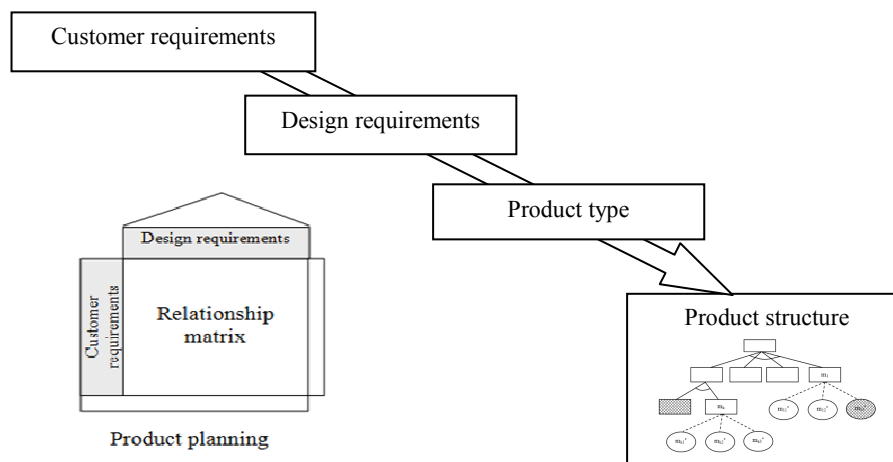 Customer requirements
Design requirements
Product type
Design requirements
Customer
requirements
Relationship
matrix
Product planning
Product structure